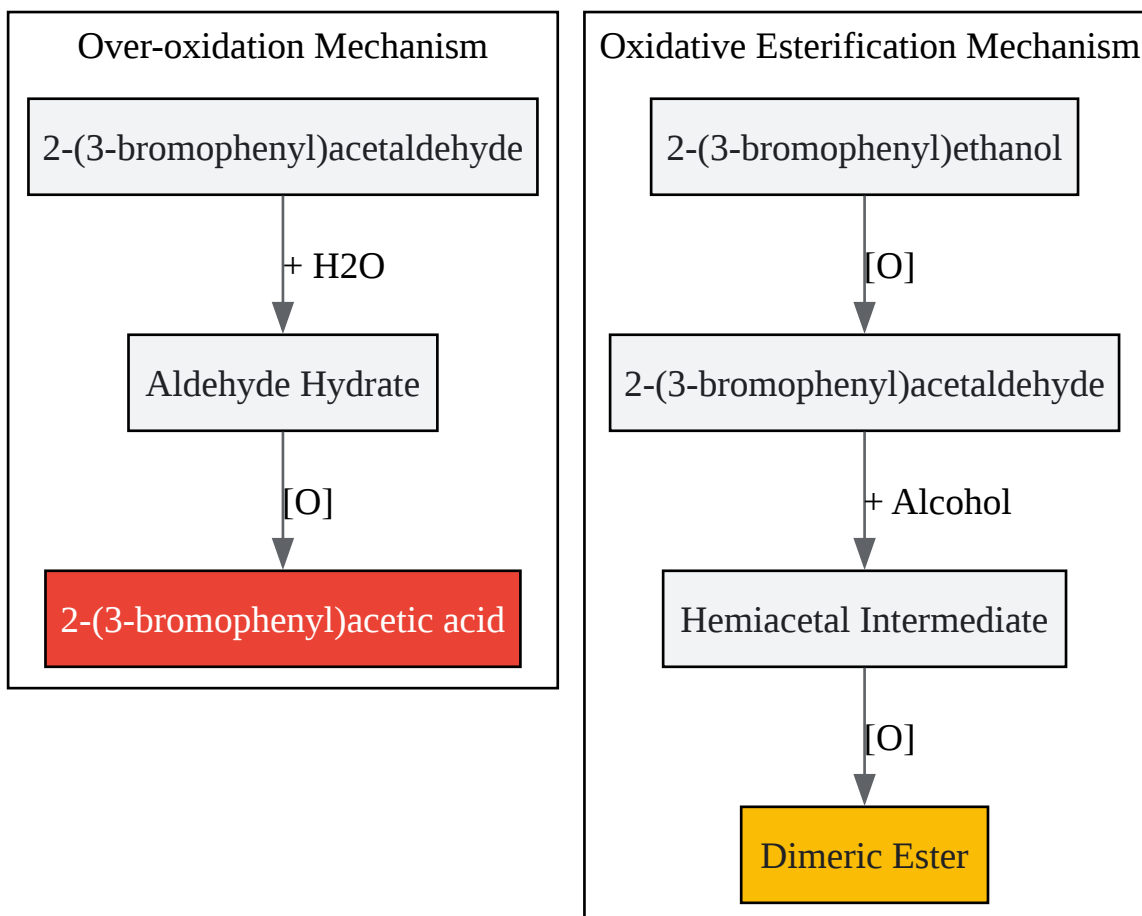 Over-oxidation Mechanism
2-(3-bromophenyl)acetaldehyde
+ H2O
Aldehyde Hydrate
[O]
2-(3-bromophenyl)acetic acid
Oxidative Esterification Mechanism
2-(3-bromophenyl)ethanol
[O]
2-(3-bromophenyl)acetaldehyde
+ Alcohol
Hemiacetal Intermediate
[O]
Dimeric Ester